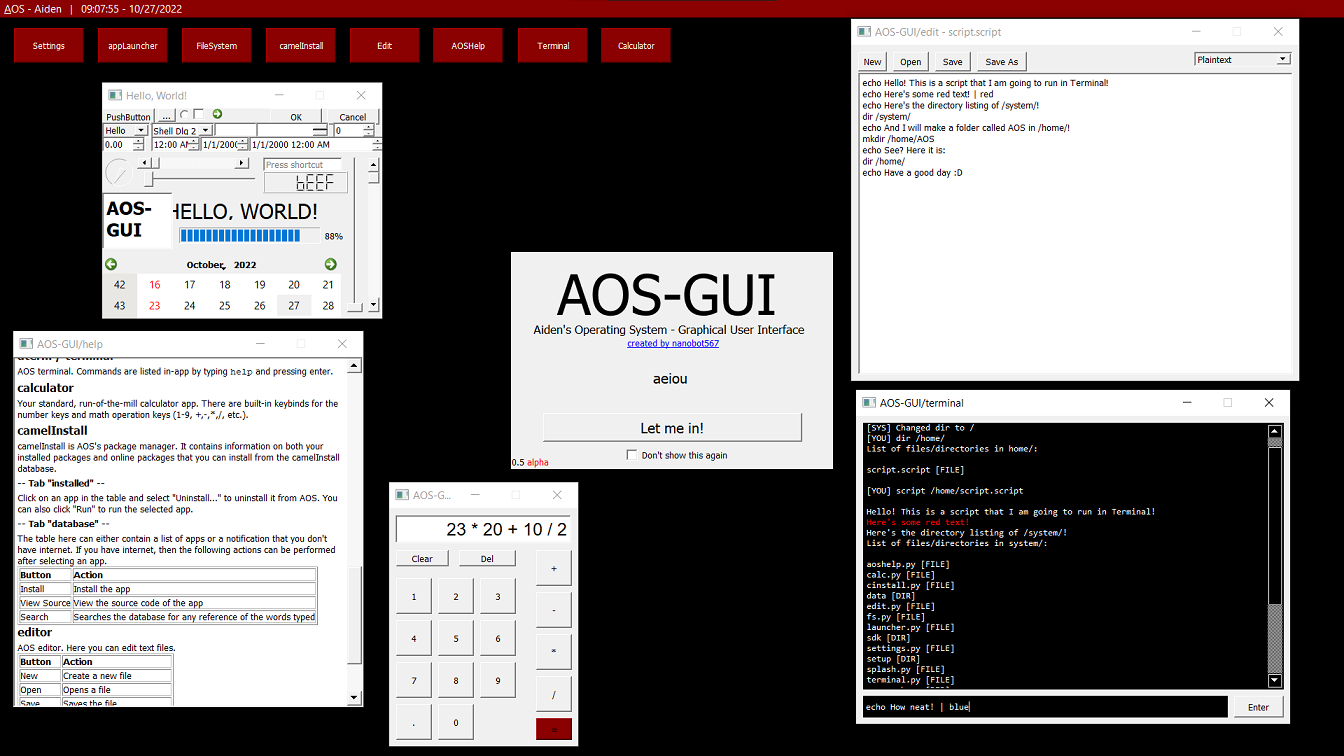 AOS - Aiden | 09:07:55 - 10/27/2022
Settings
appLauncher
FileSystem
camelInstall
Edit
AOSHelp
Terminal
Calculator
Hello, World!
PushButton
...
OK
Cancel
Hello
Shell Dlg 2
0
0.00
12:00 AM
1/1/2000
1/1/2000 12:00 AM
Press shortcut
bEEF
AOS-
GUI
HELLO, WORLD!
88%
October, 2022
42 16 17 18 19 20 21
43 23 24 25 26 27 28
AOS-GUI/help
aterm / terminal
AOS terminal. Commands are listed in-app by typing help and pressing enter.
calculator
Your standard, run-of-the-mill calculator app. There are built-in keybinds for the
number keys and math operation keys (1-9, +,-,*,/, etc.).
camelInstall
camelInstall is AOS's package manager. It contains information on both your
installed packages and online packages that you can install from the camelInstall
database.
-- Tab "installed" --
Click on an app in the table and select "Uninstall..." to uninstall it from AOS. You
can also click "Run" to run the selected app.
-- Tab "database" --
The table here can either contain a list of apps or a notification that you don't
have internet. If you have internet, then the following actions can be performed
after selecting an app.
Button Action
Install Install the app
View Source View the source code of the app
Search Searches the database for any reference of the words typed
editor
AOS editor. Here you can edit text files.
Button Action
New Create a new file
Open Opens a file
Save Saves the file
AOS-GUI
Aiden's Operating System - Graphical User Interface
created by nanobot567
aeiou
Let me in!
Don't show this again
0.5 alpha
AOS-G...
23 * 20 + 10 / 2
Clear
Del
+
1 2 3
-
4 5 6
*
7 8 9
/
. 0
=
AOS-GUI/edit - script.script
New
Open
Save
Save As
Plaintext
echo Hello! This is a script that I am going to run in Terminal!
echo Here's some red text! | red
echo Here's the directory listing of /system/!
dir /system/
echo And I will make a folder called AOS in /home/!
mkdir /home/AOS
echo See? Here it is:
dir /home/
echo Have a good day :D
AOS-GUI/terminal
[SYS] Changed dir to /
[YOU] dir /home/
List of files/directories in home/:
script.script [FILE]
[YOU] script /home/script.script
Hello! This is a script that I am going to run in Terminal!
Here's some red text!
Here's the directory listing of /system/!
List of files/directories in system/:
aoshelp.py [FILE]
calc.py [FILE]
cinstall.py [FILE]
data [DIR]
edit.py [FILE]
fs.py [FILE]
launcher.py [FILE]
sdk [DIR]
settings.py [FILE]
setup [DIR]
splash.py [FILE]
terminal.py [FILE]
echo How neat! | blue
Enter